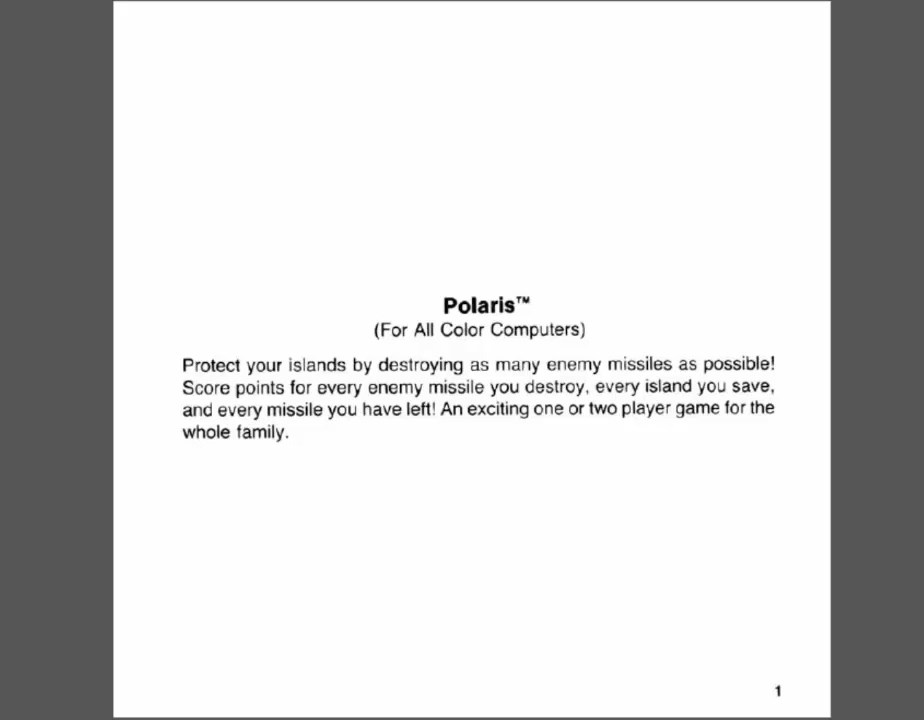 Polaris™
(For All Color Computers)
Protect your islands by destroying as many enemy missiles as possible!
Score points for every enemy missile you destroy, every island you save,
and every missile you have left! An exciting one or two player game for the
whole family.
1